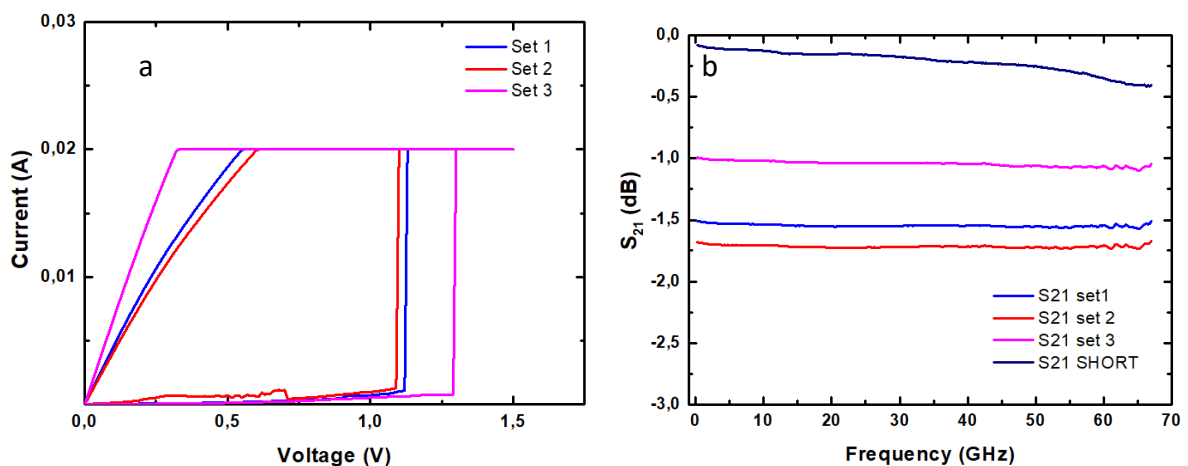 a
Set 1
Set 2
Set 3
0,03
0,02
0,01
0,00
0,0 0,5 1,0 1,5
Current (A)
Voltage (V)
b
0,0
-0,5
-1,0
-1,5
-2,0
-2,5
-3,0
0 10 20 30 40 50 60 70
S21 (dB)
Frequency (GHz)
S21 set1
S21 set 2
S21 set 3
S21 SHORT